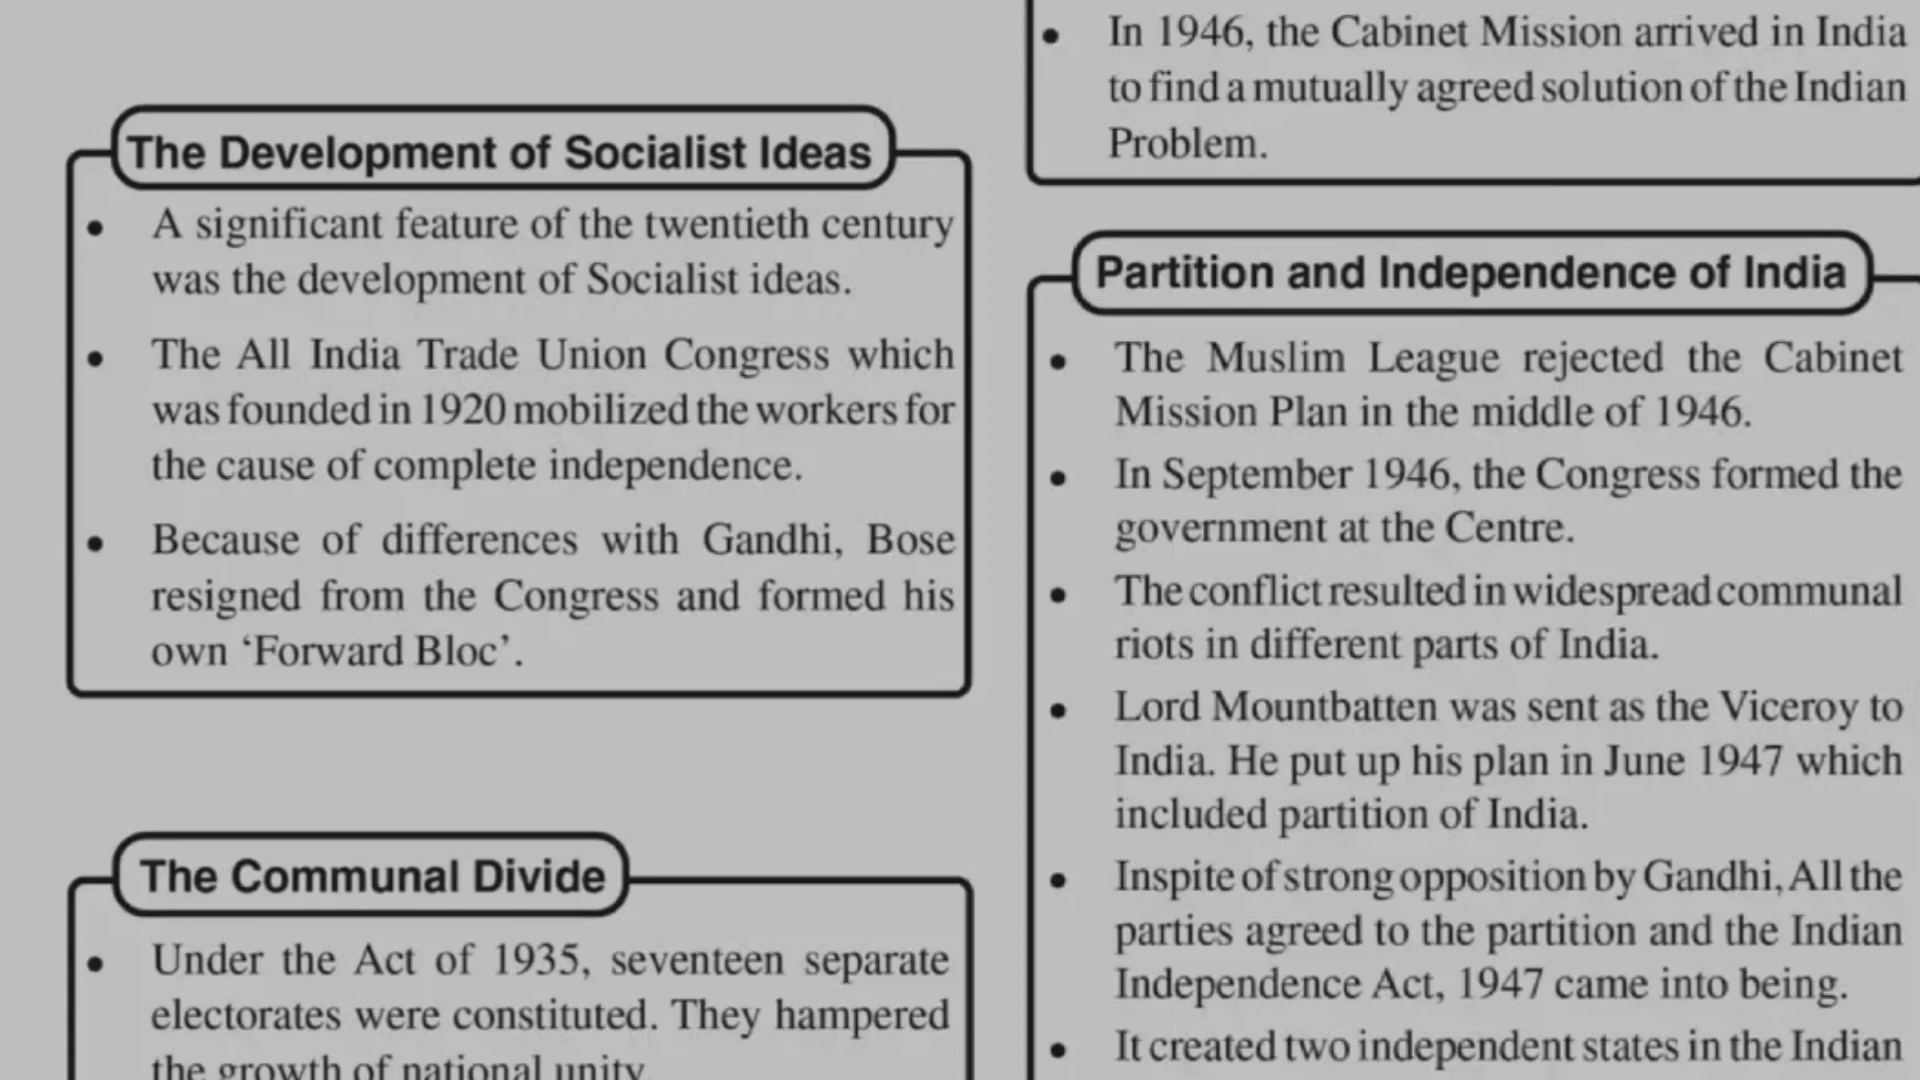 The Development of Socialist Ideas
• A significant feature of the twentieth century
was the development of Socialist ideas.
• The All India Trade Union Congress which
was founded in 1920 mobilized the workers for
the cause of complete independence.
• Because of differences with Gandhi, Bose
resigned from the Congress and formed his
own ‘Forward Bloc’.
The Communal Divide
• Under the Act of 1935, seventeen separate
electorates were constituted. They hampered
the growth of national unity.
• In 1946, the Cabinet Mission arrived in India
to find a mutually agreed solution of the Indian
Problem.
Partition and Independence of India
• The Muslim League rejected the Cabinet
Mission Plan in the middle of 1946.
• In September 1946, the Congress formed the
government at the Centre.
• The conflict resulted in widespread communal
riots in different parts of India.
• Lord Mountbatten was sent as the Viceroy to
India. He put up his plan in June 1947 which
included partition of India.
• Inspite of strong opposition by Gandhi, All the
parties agreed to the partition and the Indian
Independence Act, 1947 came into being.
• It created two independent states in the Indian